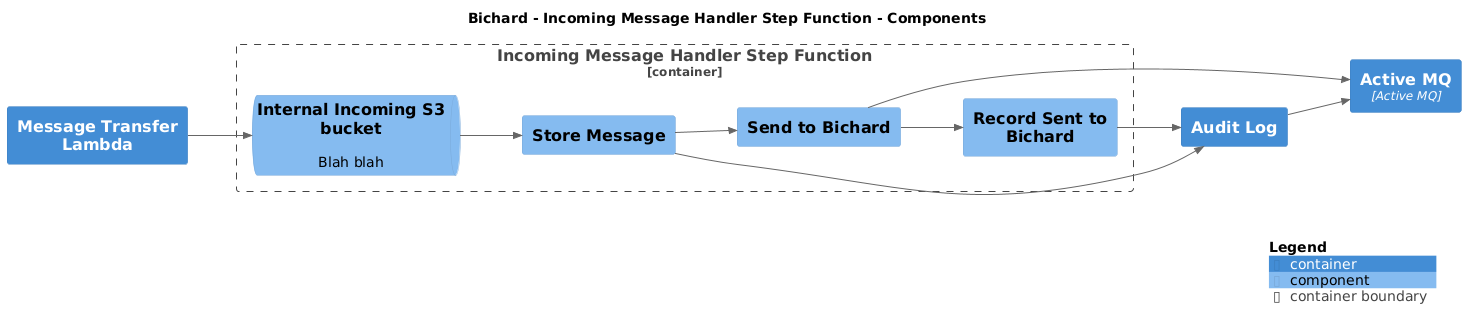 Bichard - Incoming Message Handler Step Function - Components
Incoming Message Handler Step Function
[container]
Message Transfer
Lambda
Internal Incoming S3
bucket
Blah blah
Store Message
Send to Bichard
Record Sent to
Bichard
Audit Log
Active MQ
[Active MQ]
Legend
▯ container
▯ component
▯ container boundary